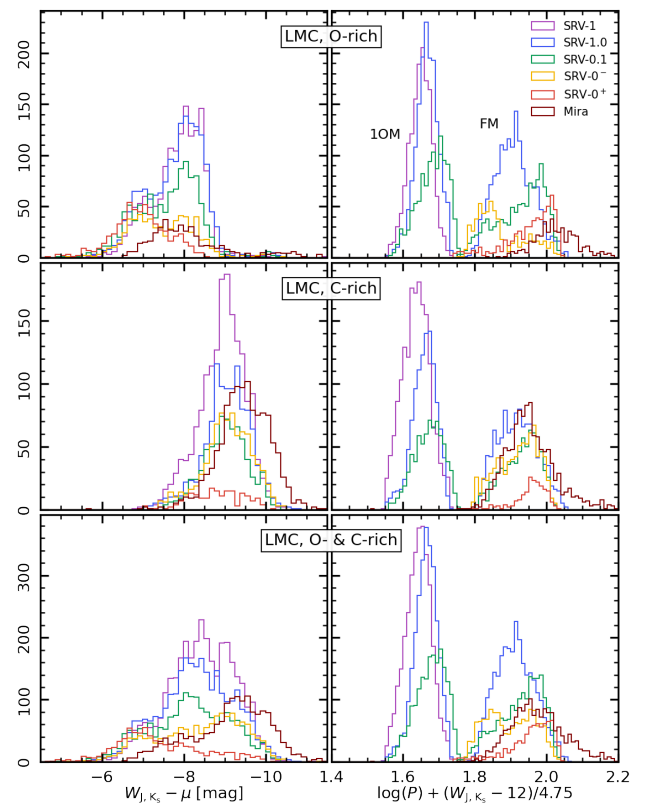 LMC, O-rich
SRV-1
SRV-1.0
SRV-0.1
SRV-0⁻
SRV-0⁺
Mira
1OM
FM
200
150
100
50
0
LMC, C-rich
150
100
50
0
LMC, O- & C-rich
300
200
100
0
−6 −8 −10 1.4 1.6 1.8 2.0 2.2
W_J, K_s − μ [mag] log(P) + (W_J, K_s − 12)/4.75